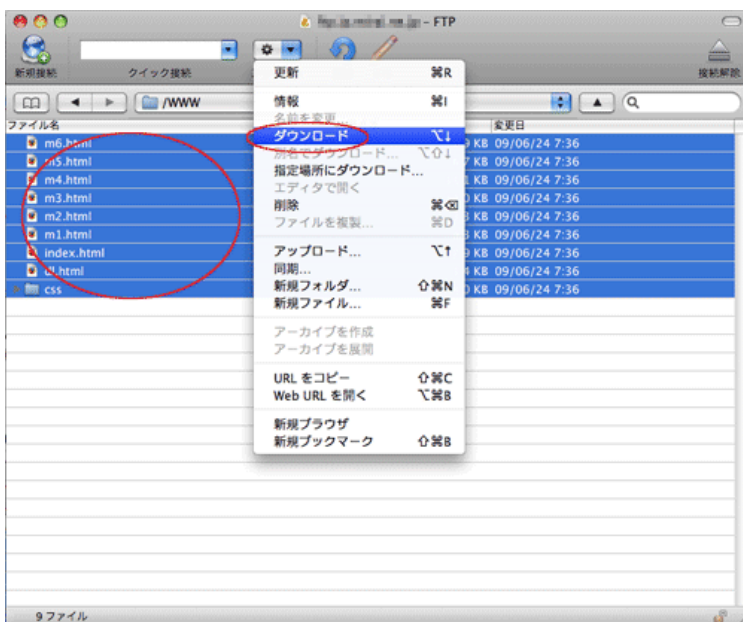 – FTP
新規接続
クイック接続
接続解除
/WWW
ファイル名
変更日
m6.html
KB 09/06/24 7:36
m5.html
KB 09/06/24 7:36
m4.html
KB 09/06/24 7:36
m3.html
KB 09/06/24 7:36
m2.html
KB 09/06/24 7:36
m1.html
KB 09/06/24 7:36
index.html
KB 09/06/24 7:36
dl.html
KB 09/06/24 7:36
css
KB 09/06/24 7:36
更新 ⌘R
情報 ⌘I
名前を変更...
ダウンロード ⌥↓
別名でダウンロード... ⌥⇧↓
指定場所にダウンロード...
エディタで開く
削除 ⌘⌫
ファイルを複製... ⌘D
アップロード... ⌥↑
同期...
新規フォルダ... ⇧⌘N
新規ファイル... ⌘F
アーカイブを作成
アーカイブを展開
URL をコピー ⇧⌘C
Web URL を開く ⌥⌘B
新規ブラウザ
新規ブックマーク ⇧⌘B
9 ファイル